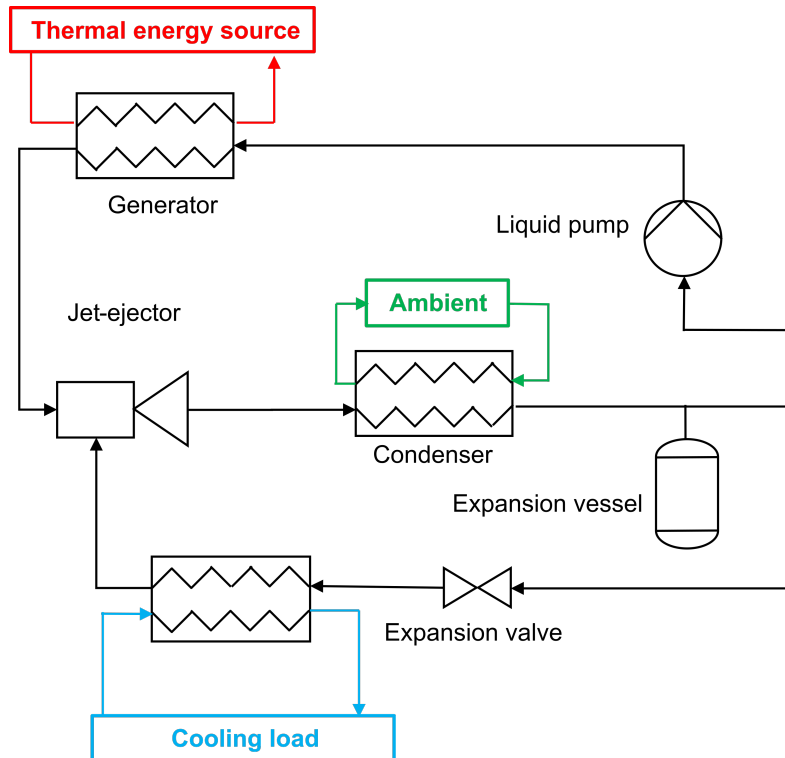 Thermal energy source
Generator
Liquid pump
Jet-ejector
Ambient
Condenser
Expansion vessel
Expansion valve
Cooling load